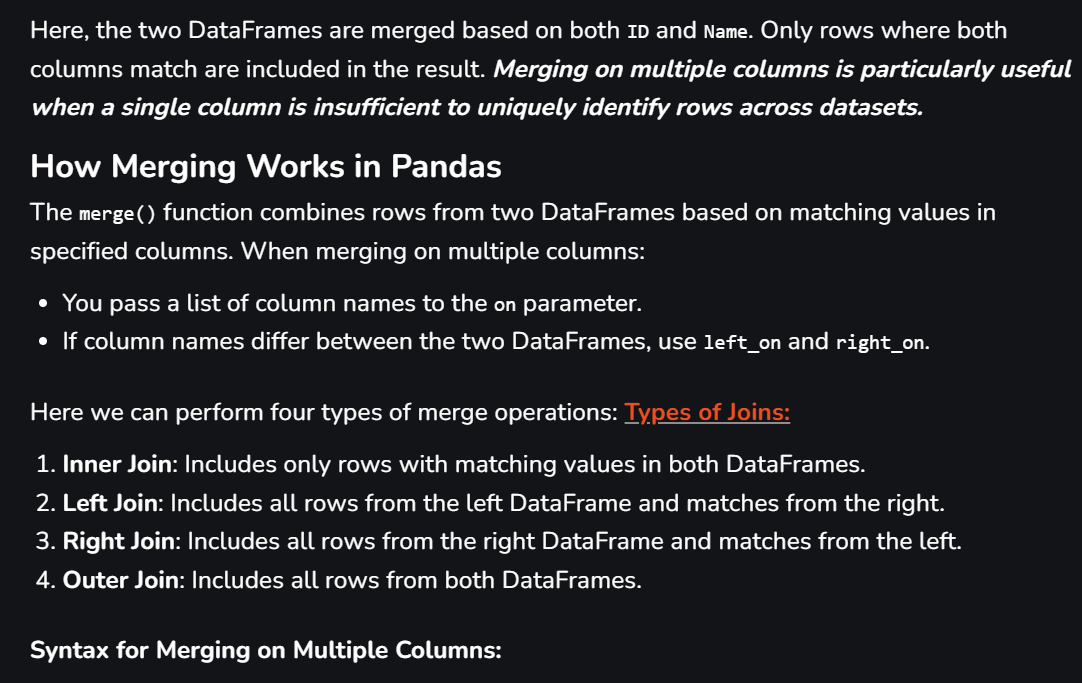 Here, the two DataFrames are merged based on both ID and Name. Only rows where both
columns match are included in the result. Merging on multiple columns is particularly useful
when a single column is insufficient to uniquely identify rows across datasets.
How Merging Works in Pandas
The merge() function combines rows from two DataFrames based on matching values in
specified columns. When merging on multiple columns:
• You pass a list of column names to the on parameter.
• If column names differ between the two DataFrames, use left_on and right_on.
Here we can perform four types of merge operations: Types of Joins:
1. Inner Join: Includes only rows with matching values in both DataFrames.
2. Left Join: Includes all rows from the left DataFrame and matches from the right.
3. Right Join: Includes all rows from the right DataFrame and matches from the left.
4. Outer Join: Includes all rows from both DataFrames.
Syntax for Merging on Multiple Columns: